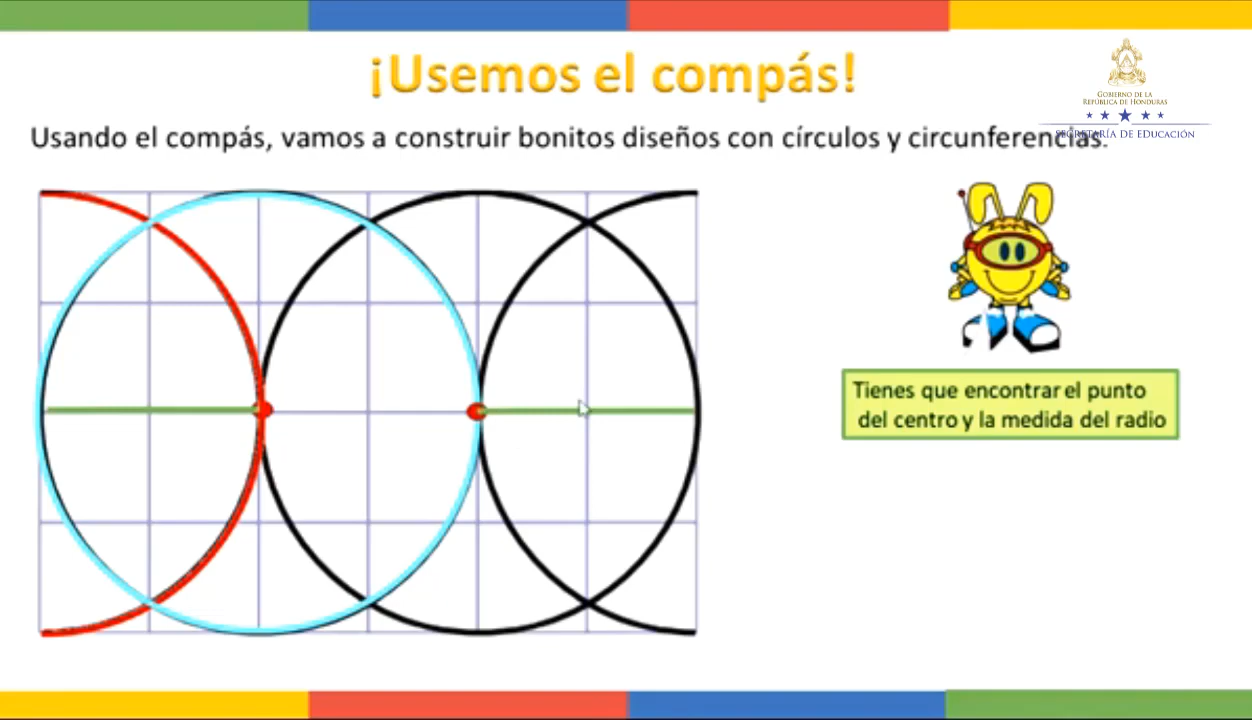 ¡Usemos el compás!
GOBIERNO DE LA
REPÚBLICA DE HONDURAS
SECRETARÍA DE EDUCACIÓN
Usando el compás, vamos a construir bonitos diseños con círculos y circunferencias.
Tienes que encontrar el punto
del centro y la medida del radio